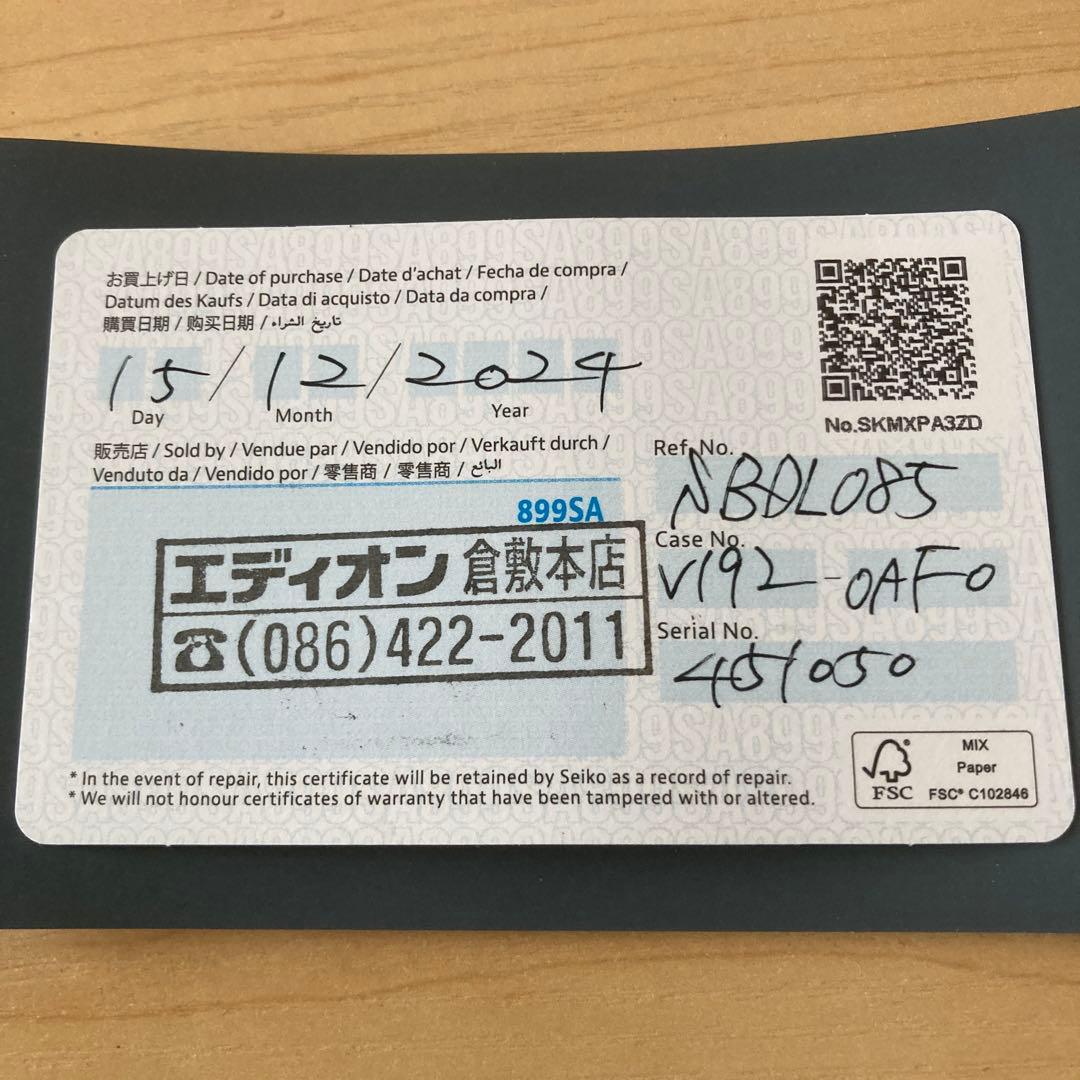 お買上げ日 / Date of purchase / Date d'achat / Fecha de compra /
Datum des Kaufs / Data di acquisto / Data da compra /
購買日期 / 购买日期 / تاريخ الشراء
15 / 12 / 2024
Day Month Year
No.SKMXPA3ZD
販売店 / Sold by / Vendue par / Vendido por / Verkauft durch /
Venduto da / Vendido por / 零售商 / 零售商 / البائع
899SA
エディオン 倉敷本店
☎(086)422-2011
Ref. No.
SBDL085
Case No.
V192-0AF0
Serial No.
451050
* In the event of repair, this certificate will be retained by Seiko as a record of repair.
* We will not honour certificates of warranty that have been tampered with or altered.
FSC
MIX
Paper
FSC® C102846